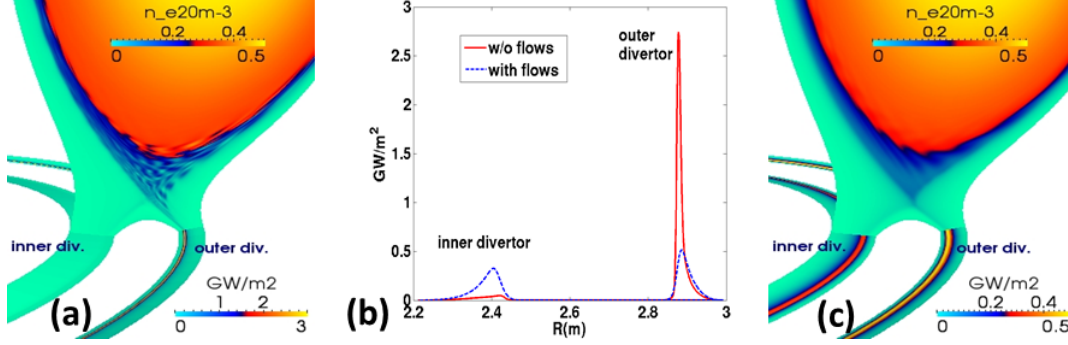 n_e20m-3
0.2 0.4
0 0.5
inner div.
outer div.
GW/m2
1 2
0 3
(a)
3
2.5
2
1.5
1
0.5
0
GW/m²
w/o flows
with flows
outer
divertor
inner divertor
2.2 2.4 2.6 2.8 3
R(m)
(b)
n_e20m-3
0.2 0.4
0 0.5
inner div.
outer div.
GW/m2
0.2 0.4
0 0.5
(c)